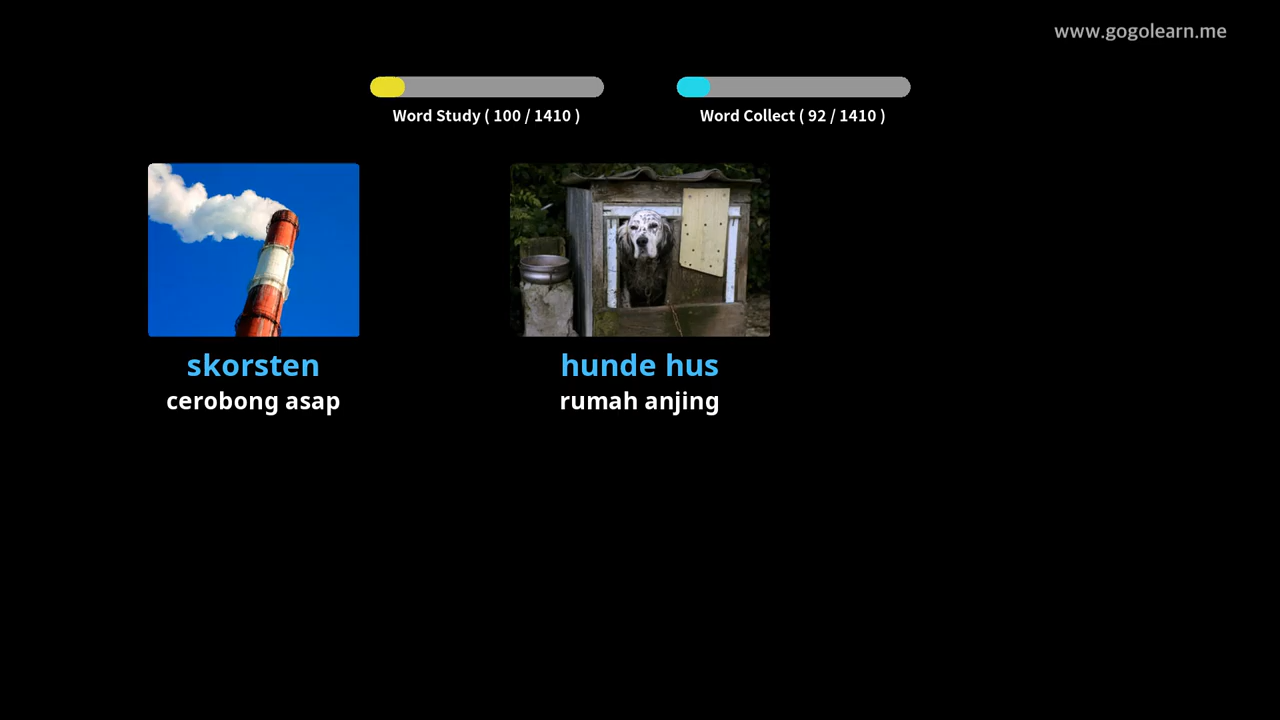 www.gogolearn.me
Word Study ( 100 / 1410 )
Word Collect ( 92 / 1410 )
skorsten
cerobong asap
hunde hus
rumah anjing